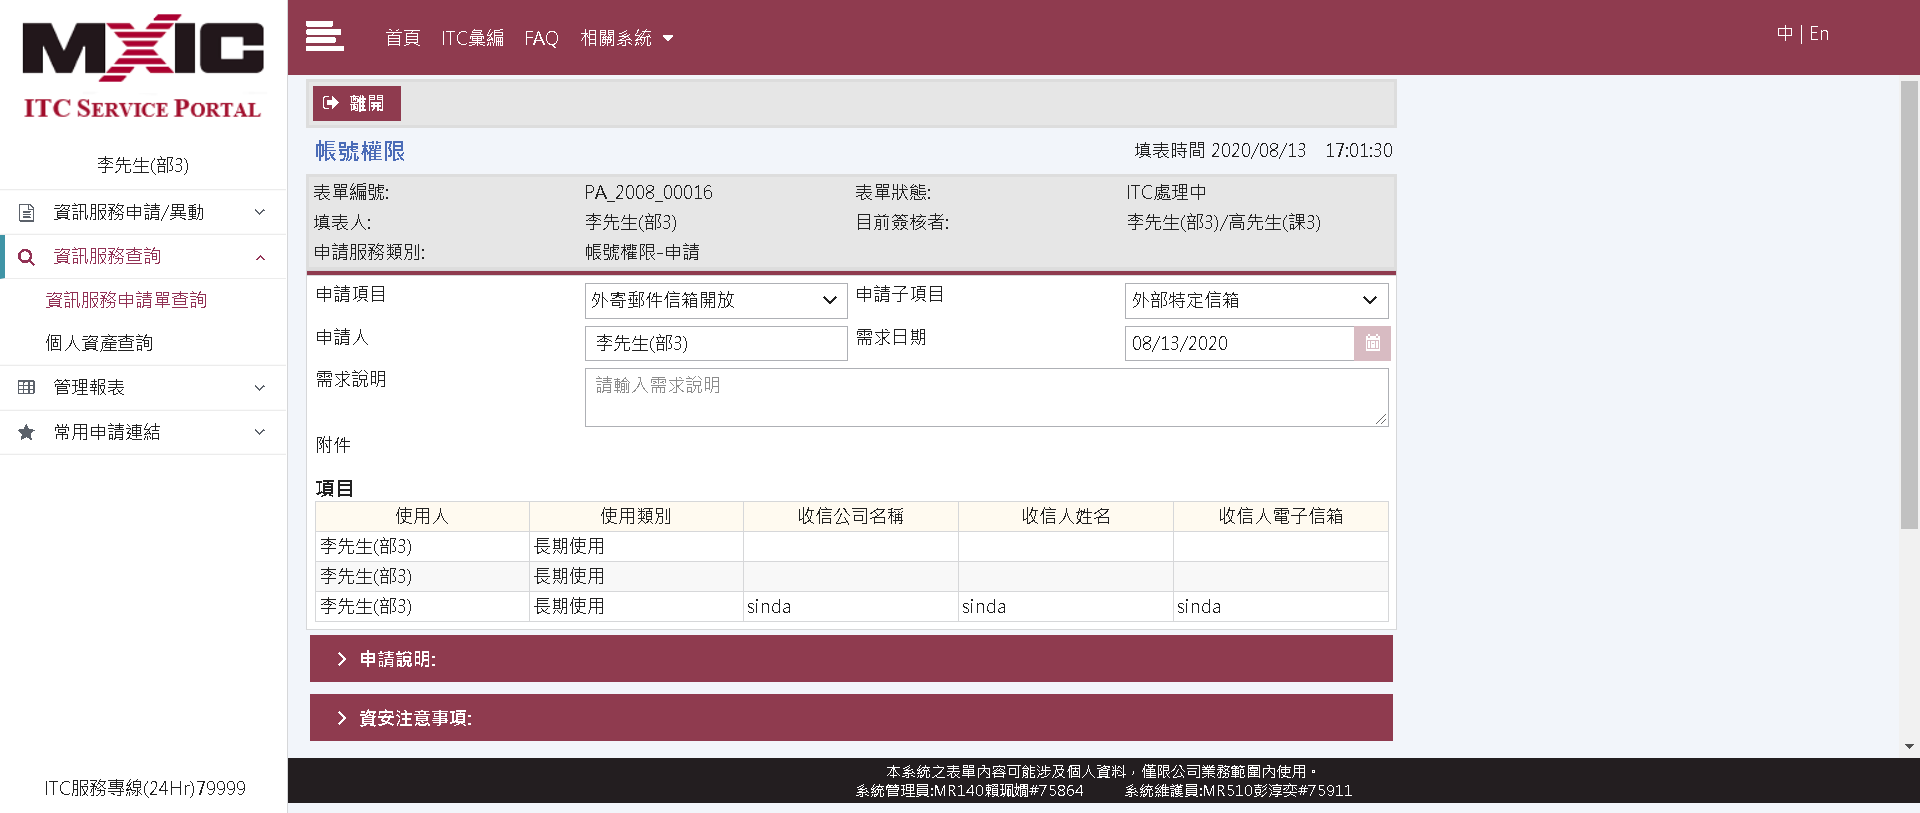 MXIC
ITC SERVICE PORTAL
李先生(部3)
資訊服務申請/異動
資訊服務查詢
資訊服務申請單查詢
個人資產查詢
管理報表
常用申請連結
ITC服務專線(24Hr)79999
首頁 ITC彙編 FAQ 相關系統
中 | En
離開
帳號權限 填表時間 2020/08/13 17:01:30
表單編號: PA_2008_00016 表單狀態: ITC處理中
填表人: 李先生(部3) 目前簽核者: 李先生(部3)/高先生(課3)
申請服務類別: 帳號權限-申請
申請項目 外寄郵件信箱開放 申請子項目 外部特定信箱
申請人 李先生(部3) 需求日期 08/13/2020
需求說明 請輸入需求說明
附件
項目
使用人 使用類別 收信公司名稱 收信人姓名 收信人電子信箱
李先生(部3) 長期使用
李先生(部3) 長期使用
李先生(部3) 長期使用 sinda sinda sinda
申請說明:
資安注意事項:
本系統之表單內容可能涉及個人資料，僅限公司業務範圍內使用。
系統管理員:MR140賴珮嫺#75864 系統維護員:MR510彭淳奕#75911